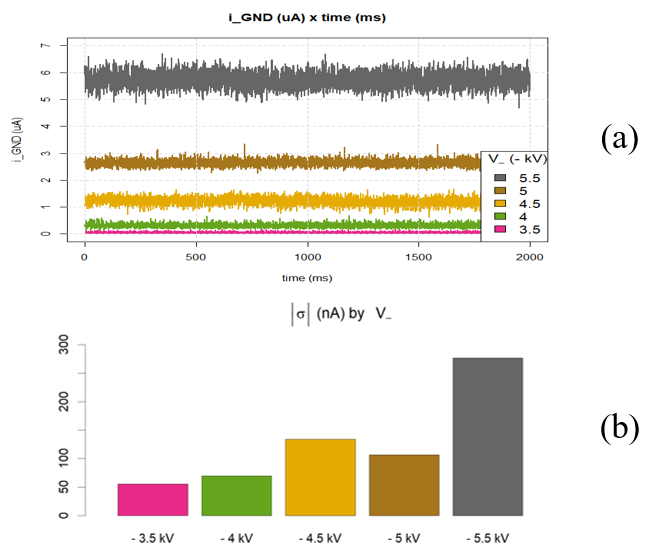 i_GND (uA) x time (ms)
i_GND (uA)
7
6
5
4
3
2
1
0
V_ (- kV)
5.5
5
4.5
4
3.5
0
500
1000
1500
2000
time (ms)
(a)
|σ| (nA) by V_
300
200
100
50
0
- 3.5 kV
- 4 kV
- 4.5 kV
- 5 kV
- 5.5 kV
(b)